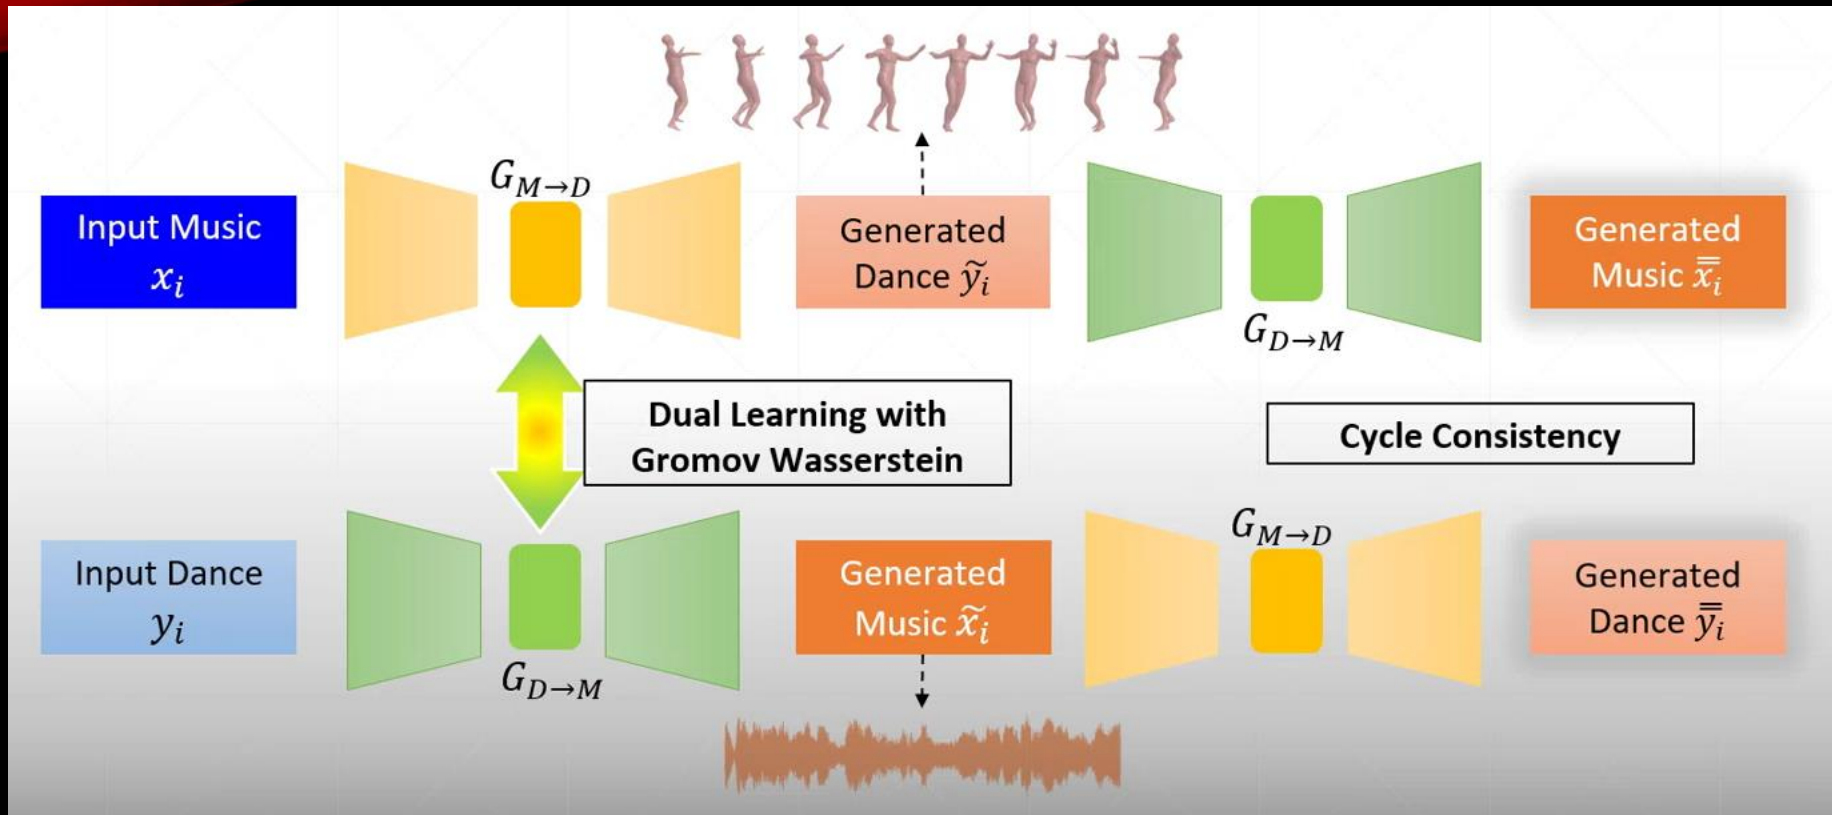 G_{M→D}
Input Music
x_i
Generated
Dance ỹ_i
Generated
Music x̿_i
G_{D→M}
Dual Learning with
Gromov Wasserstein
Cycle Consistency
Input Dance
y_i
G_{D→M}
Generated
Music x̃_i
G_{M→D}
Generated
Dance y̿_i